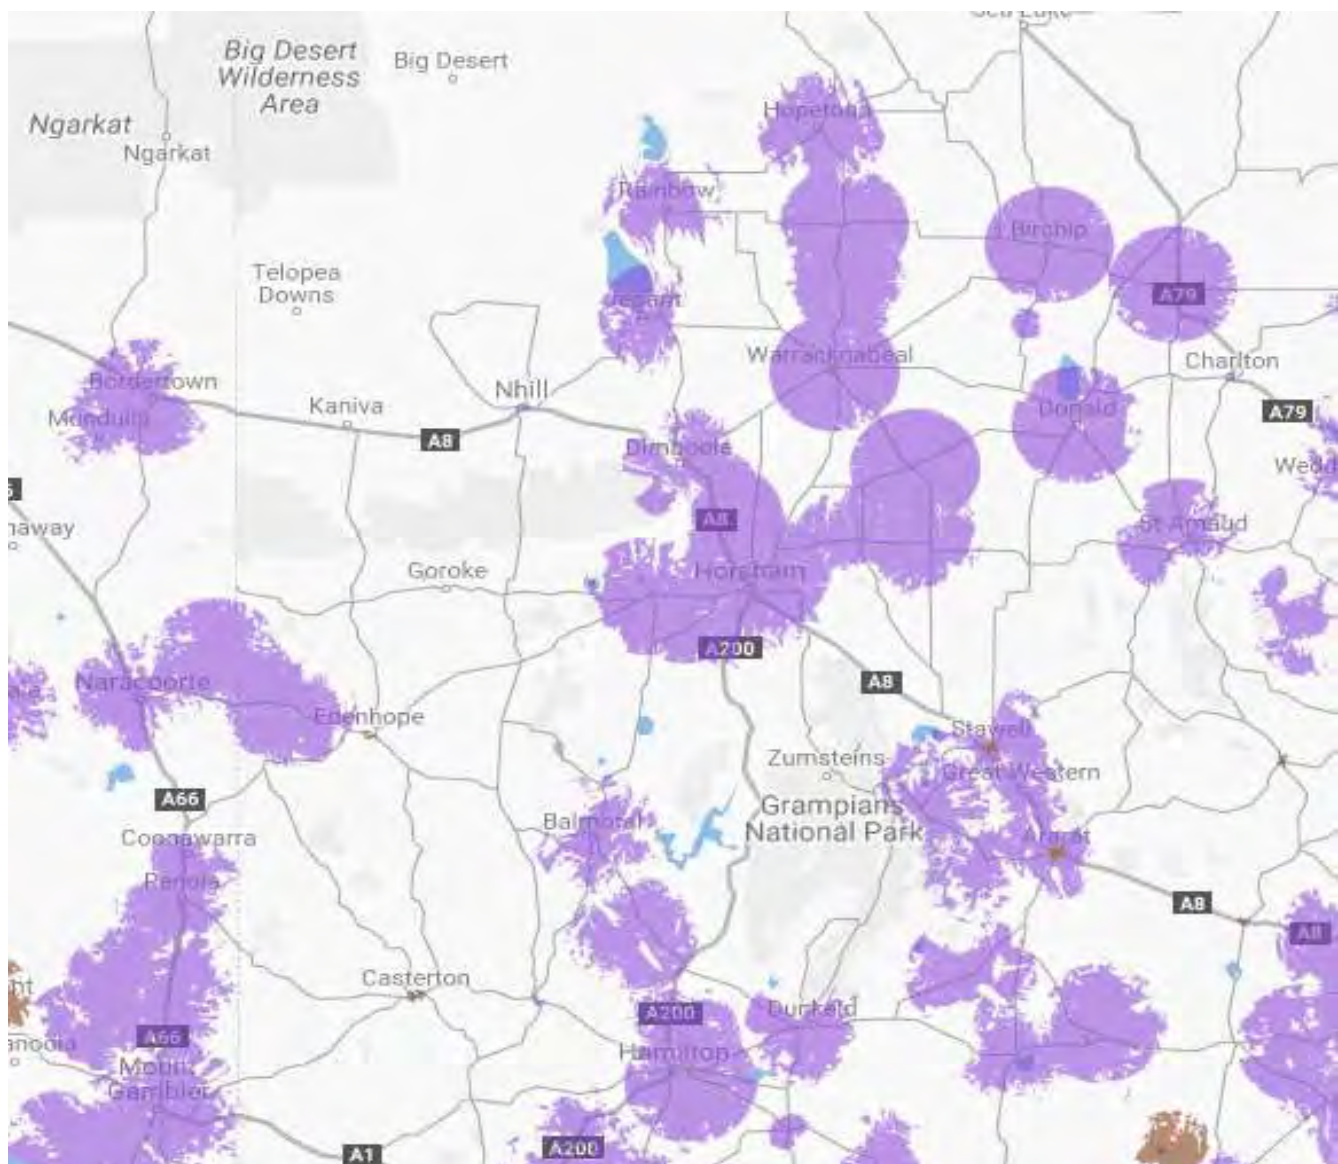 Big Desert
Wilderness
Area
Big Desert
Sea Lake
Ngarkat
Ngarkat
Hopetoun
Rainbow
Birchip
Telopea
Downs
Jeparit
A79
Warracknabeal
Charlton
Bordertown
Mundulla
Kaniva
Nhill
A8
Dimboola
Donald
A79
Wedd
naway
A8
St Arnaud
Goroke
Horsham
A200
A8
Naracoorte
Edenhope
Stawell
Zumsteins
Great Western
A66
Grampians
National Park
Balmoral
Ararat
Coonawarra
Penola
A8
A8
Casterton
A200
Dunkeld
A66
Hamilton
Mount
Gambier
A1
A200